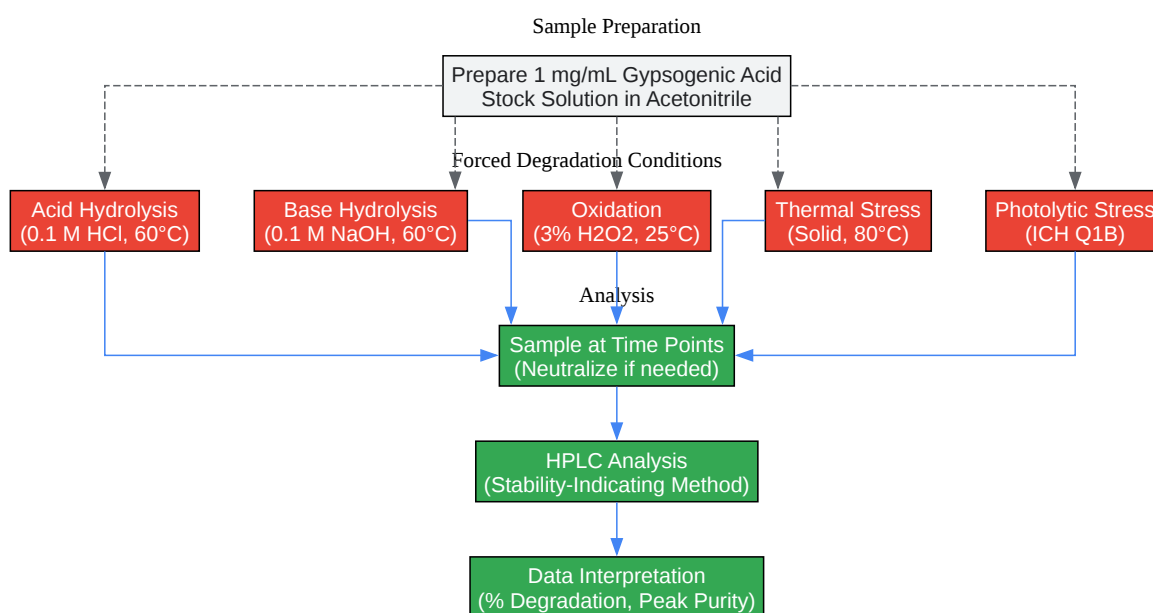 Sample Preparation
Prepare 1 mg/mL Gypsogenic Acid
Stock Solution in Acetonitrile
Forced Degradation Conditions
Acid Hydrolysis
(0.1 M HCl, 60°C)
Base Hydrolysis
(0.1 M NaOH, 60°C)
Oxidation
(3% H2O2, 25°C)
Thermal Stress
(Solid, 80°C)
Photolytic Stress
(ICH Q1B)
Analysis
Sample at Time Points
(Neutralize if needed)
HPLC Analysis
(Stability-Indicating Method)
Data Interpretation
(% Degradation, Peak Purity)